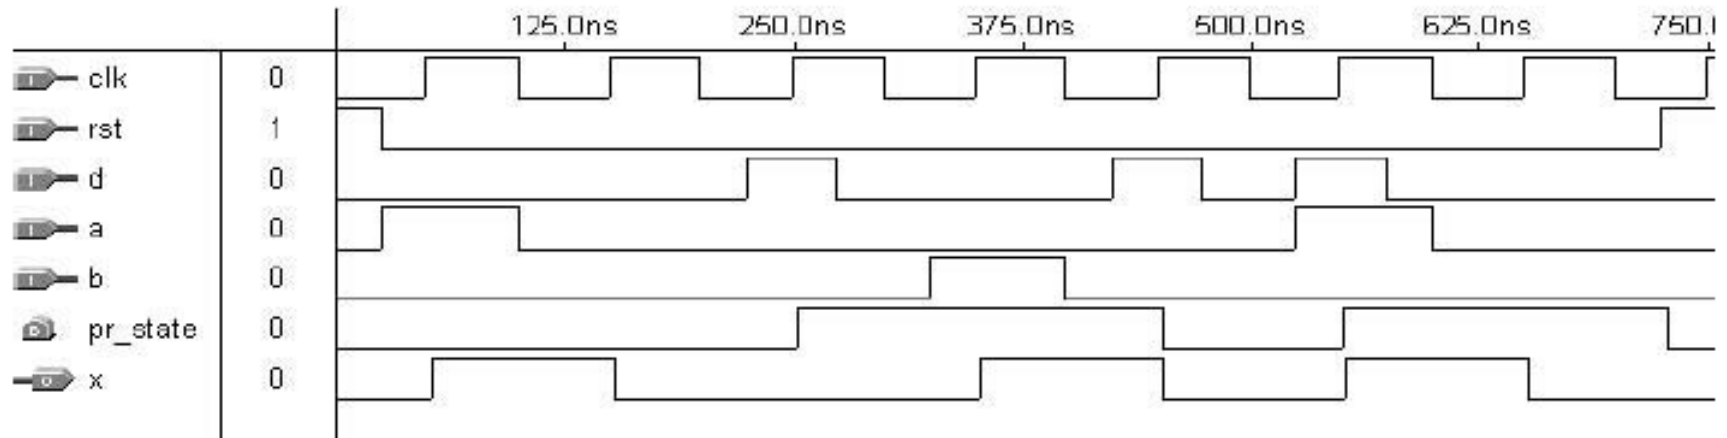 125.0ns 250.0ns 375.0ns 500.0ns 625.0ns 750.
clk 0
rst 1
d 0
a 0
b 0
pr_state 0
x 0